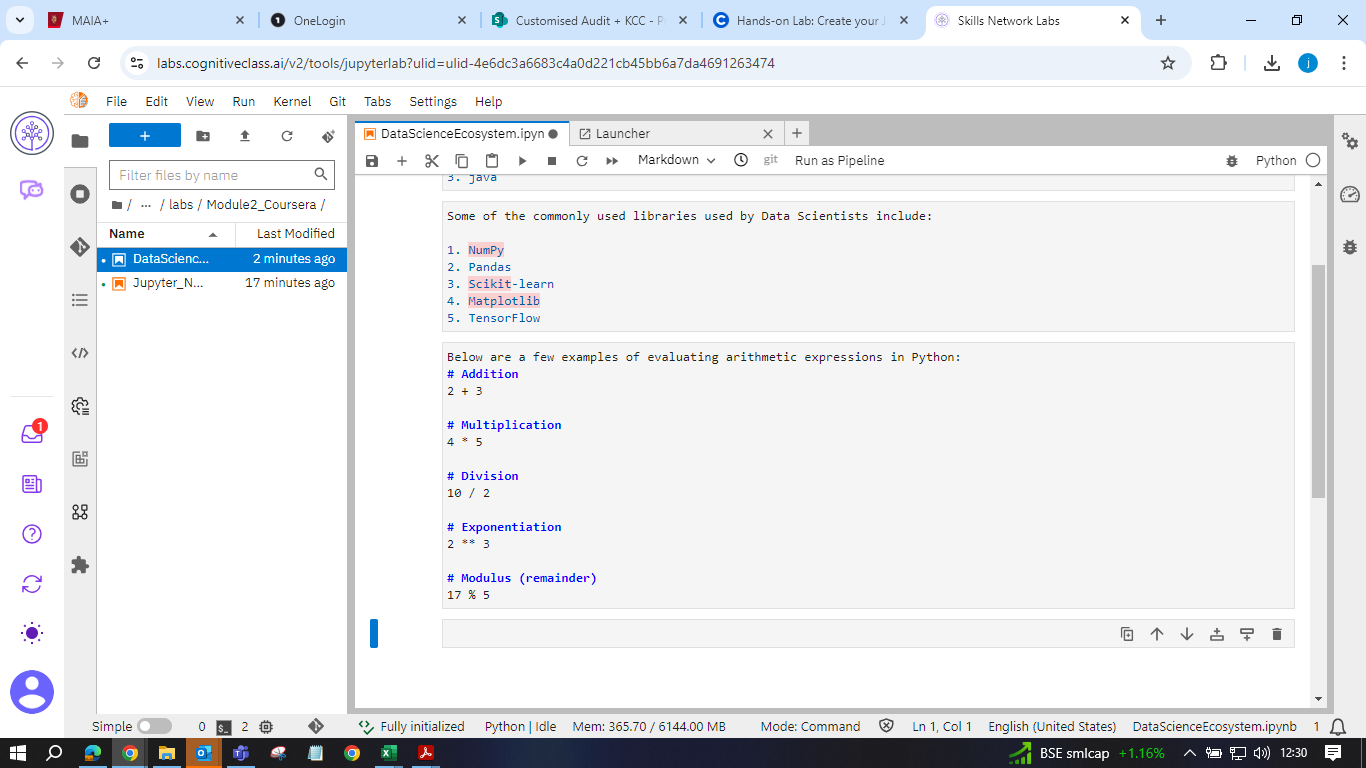 MAIA+
OneLogin
Customised Audit + KCC - P
Hands-on Lab: Create your J
Skills Network Labs
labs.cognitiveclass.ai/v2/tools/jupyterlab?ulid=ulid-4e6dc3a6683c4a0d221cb45bb6a7da4691263474
j
File Edit View Run Kernel Git Tabs Settings Help
DataScienceEcosystem.ipyn
Launcher
Markdown
git
Run as Pipeline
Python
Filter files by name
/ ... / labs / Module2_Coursera /
Name Last Modified
DataScienc... 2 minutes ago
Jupyter_N... 17 minutes ago
1
3. java
Some of the commonly used libraries used by Data Scientists include:
1. NumPy
2. Pandas
3. Scikit-learn
4. Matplotlib
5. TensorFlow
Below are a few examples of evaluating arithmetic expressions in Python:
# Addition
2 + 3
# Multiplication
4 * 5
# Division
10 / 2
# Exponentiation
2 ** 3
# Modulus (remainder)
17 % 5
Simple 0 2 Fully initialized Python | Idle Mem: 365.70 / 6144.00 MB Mode: Command Ln 1, Col 1 English (United States) DataScienceEcosystem.ipynb 1
BSE smlcap +1.16% 12:30